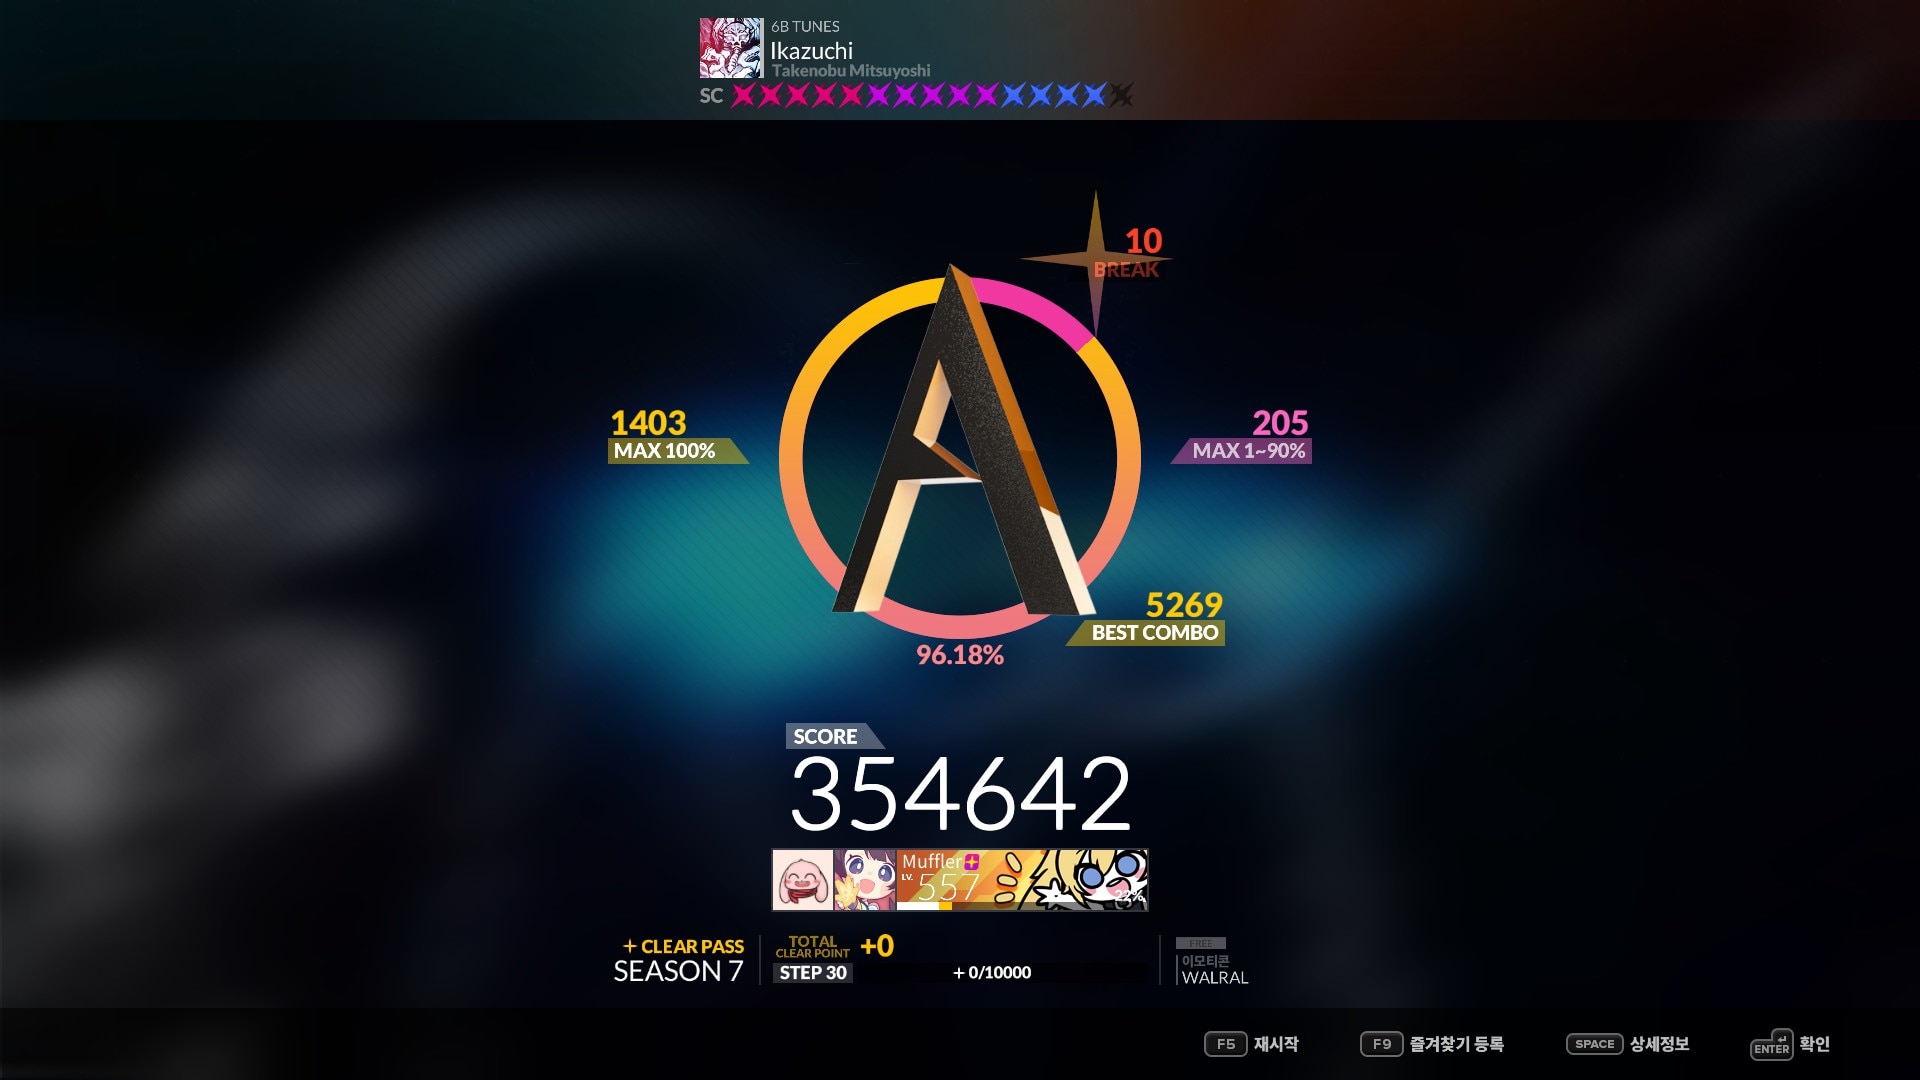 6B TUNES
Ikazuchi
Takenobu Mitsuyoshi
SC
10
BREAK
1403
MAX 100%
205
MAX 1~90%
A
5269
BEST COMBO
96.18%
SCORE
354642
Muffler
LV. 557
22%
+ CLEAR PASS
SEASON 7
TOTAL
CLEAR POINT
+0
STEP 30
+ 0/10000
FREE
이모티콘
WALRAL
F5 재시작
F9 즐겨찾기 등록
SPACE 상세정보
ENTER 확인